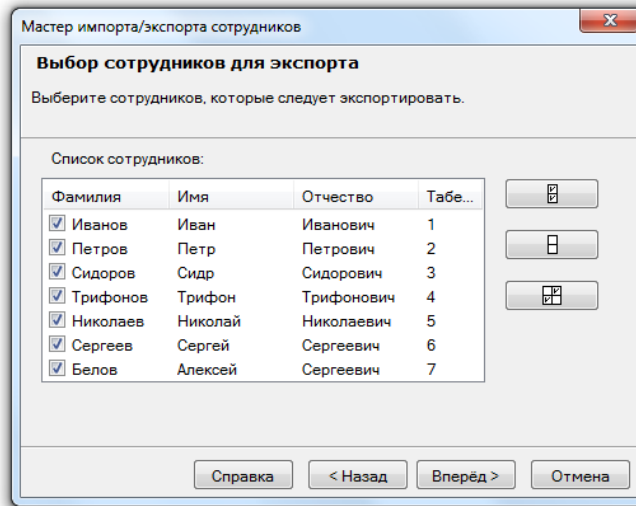 Мастер импорта/экспорта сотрудников
Выбор сотрудников для экспорта
Выберите сотрудников, которые следует экспортировать.
Список сотрудников:
Фамилия Имя Отчество Табе...
Иванов Иван Иванович 1
Петров Петр Петрович 2
Сидоров Сидр Сидорович 3
Трифонов Трифон Трифонович 4
Николаев Николай Николаевич 5
Сергеев Сергей Сергеевич 6
Белов Алексей Сергеевич 7
Справка < Назад Вперёд > Отмена